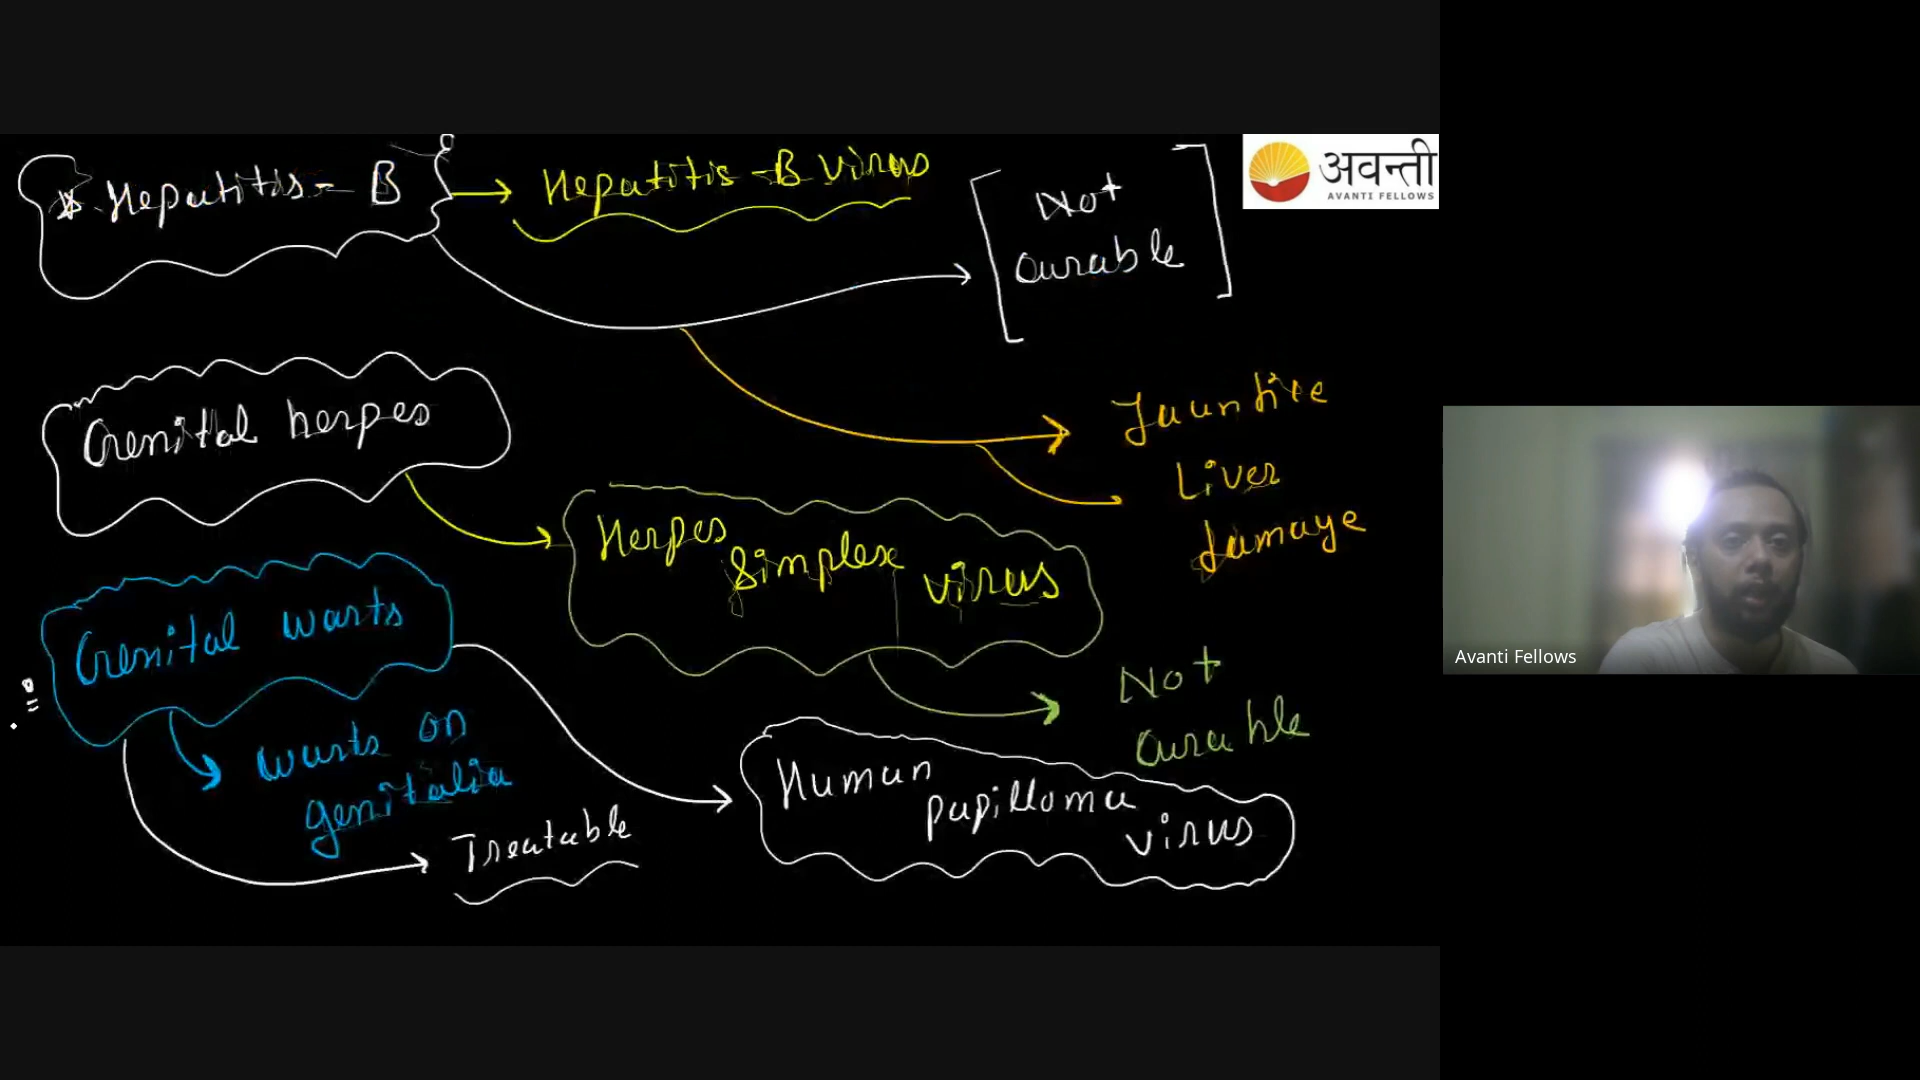 * Hepatitis - B
Hepatitis - B virus
Not
curable
अवन्ती
AVANTI FELLOWS
Genital herpes
Jaundice
Liver
damage
Herpes
simplex
virus
Not
curable
Genital warts
warts on
genitalia
Treatable
Human
papilloma
virus
Avanti Fellows